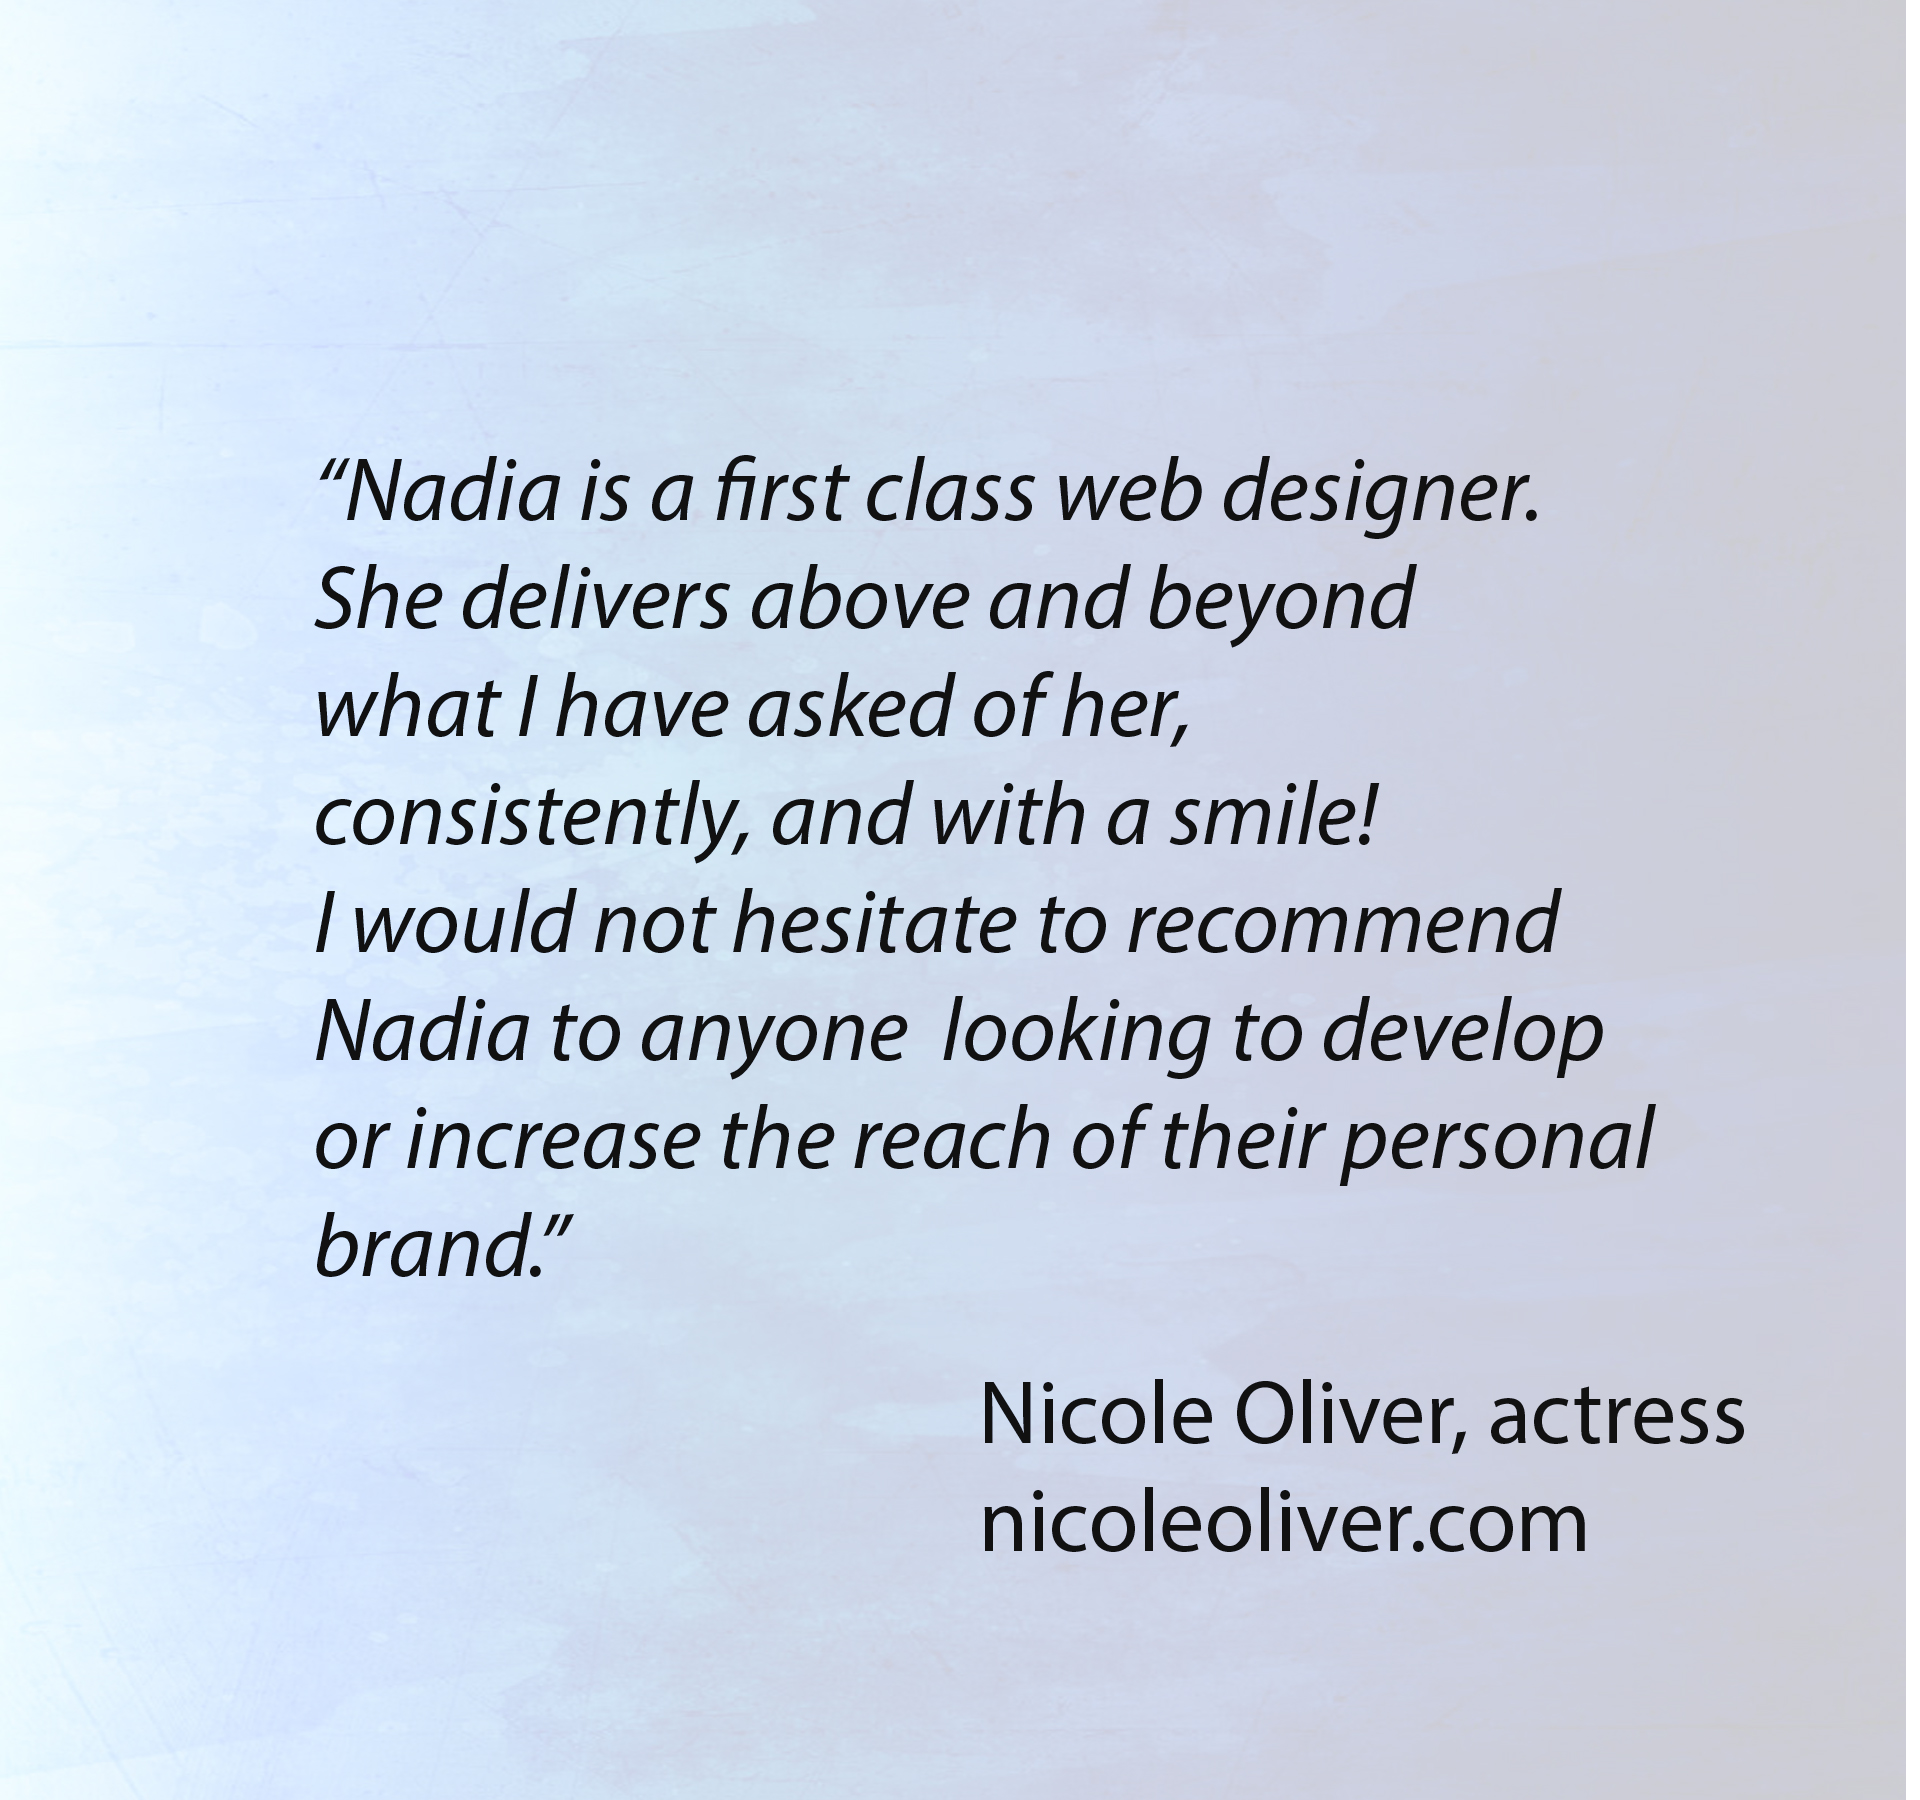 “Nadia is a first class web designer.
She delivers above and beyond
what I have asked of her,
consistently, and with a smile!
I would not hesitate to recommend
Nadia to anyone  looking to develop
or increase the reach of their personal
brand.”
Nicole Oliver, actress
nicoleoliver.com